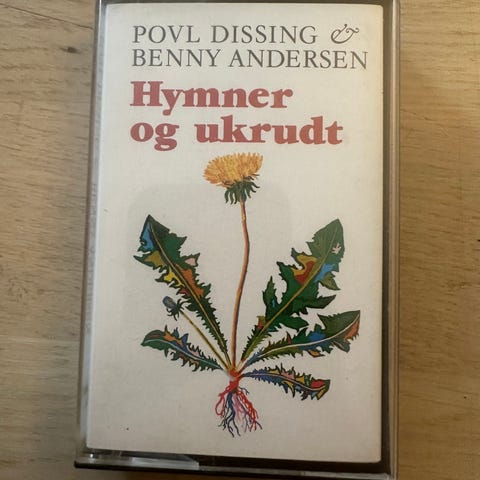 POVL DISSING &
BENNY ANDERSEN
Hymner
og ukrudt